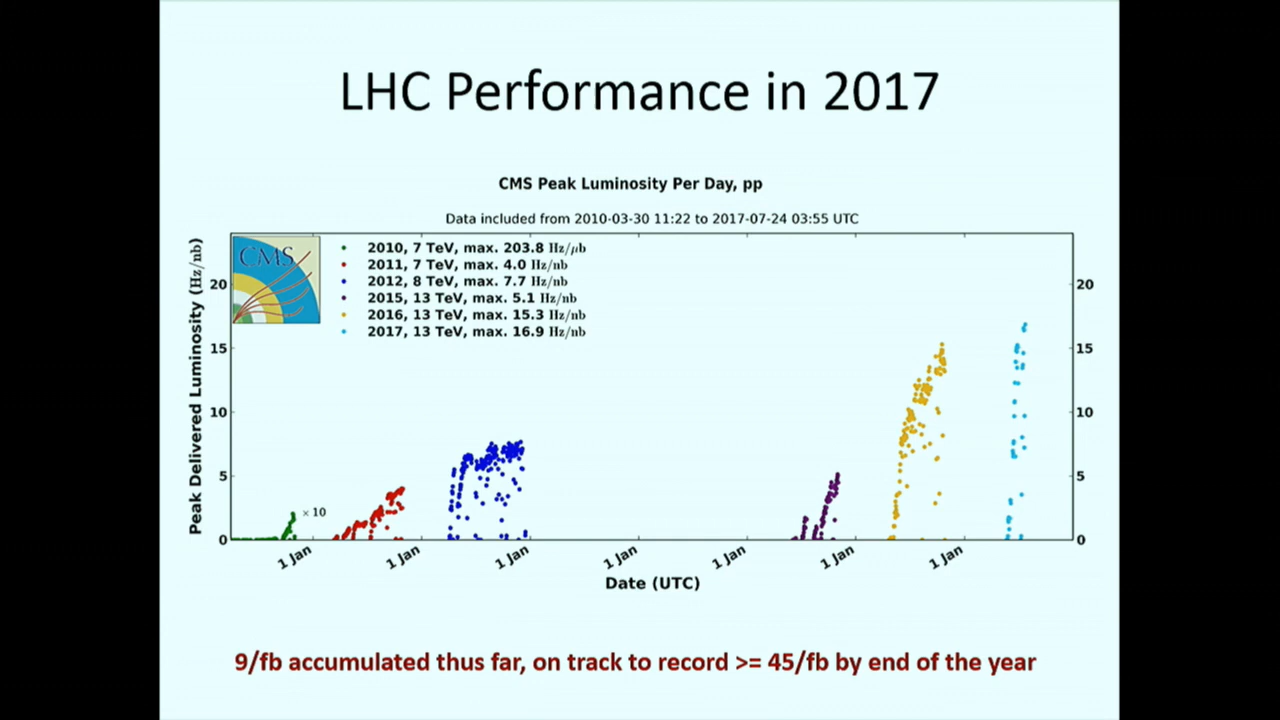 LHC Performance in 2017
CMS Peak Luminosity Per Day, pp
Data included from 2010-03-30 11:22 to 2017-07-24 03:55 UTC
CMS
2010, 7 TeV, max. 203.8 Hz/μb
2011, 7 TeV, max. 4.0 Hz/nb
2012, 8 TeV, max. 7.7 Hz/nb
2015, 13 TeV, max. 5.1 Hz/nb
2016, 13 TeV, max. 15.3 Hz/nb
2017, 13 TeV, max. 16.9 Hz/nb
Peak Delivered Luminosity (Hz/nb)
20
15
10
5
0
20
15
10
5
0
× 10
1 Jan
1 Jan
1 Jan
1 Jan
1 Jan
1 Jan
1 Jan
Date (UTC)
9/fb accumulated thus far, on track to record >= 45/fb by end of the year